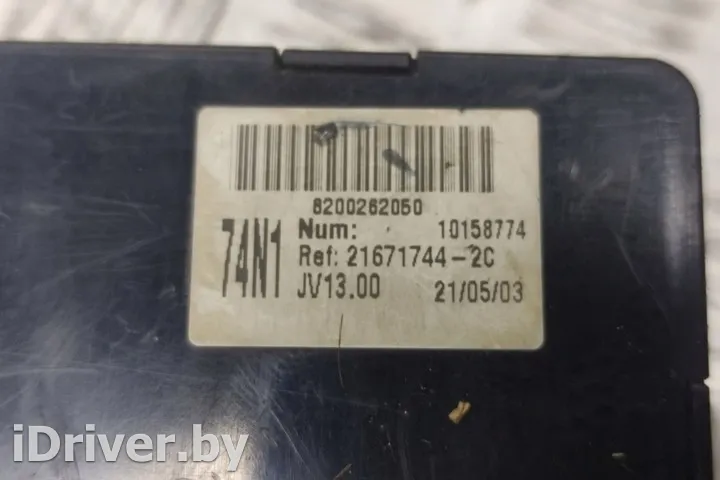 8200262050
74N1
Num: 10158774
Ref: 21671744-2C
JV13.00 21/05/03
iDriver.by